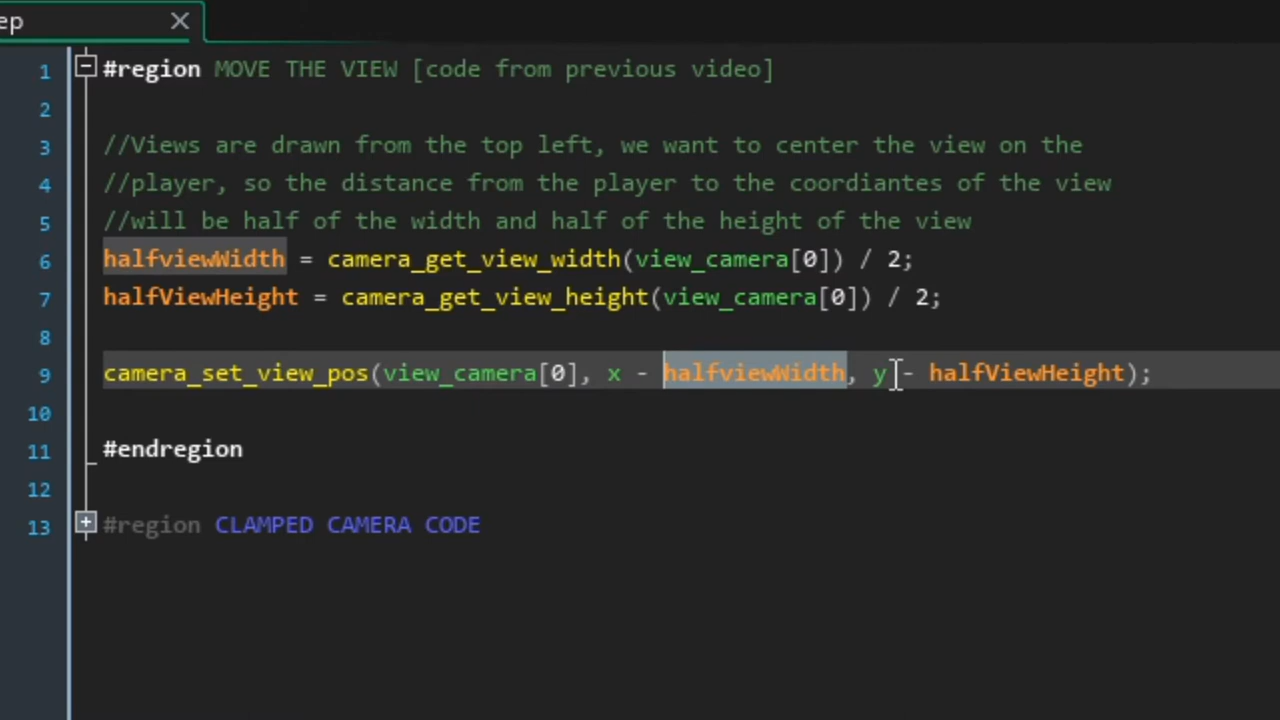 ep
1 #region MOVE THE VIEW [code from previous video]
2
3 //Views are drawn from the top left, we want to center the view on the
4 //player, so the distance from the player to the coordiantes of the view
5 //will be half of the width and half of the height of the view
6 halfviewWidth = camera_get_view_width(view_camera[0]) / 2;
7 halfViewHeight = camera_get_view_height(view_camera[0]) / 2;
8
9 camera_set_view_pos(view_camera[0], x - halfviewWidth, y - halfViewHeight);
10
11 #endregion
12
13 #region CLAMPED CAMERA CODE